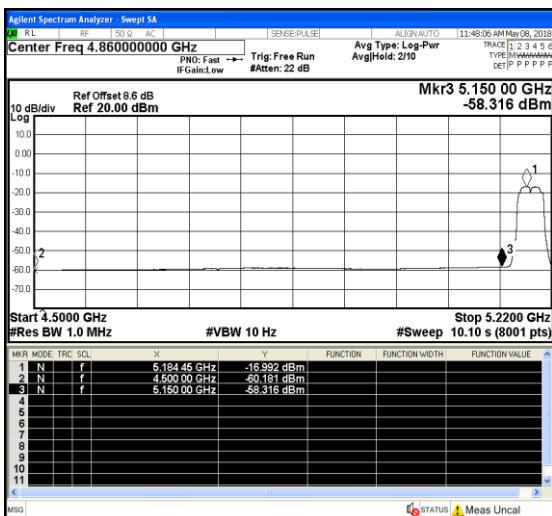 Agilent Spectrum Analyzer - Swept SA
RL RF 50 Ω AC SENSE:PULSE ALIGN AUTO 11:48:06 AM May 08, 2018
Center Freq 4.860000000 GHz
PNO: Fast
IFGain:Low
Trig: Free Run
#Atten: 22 dB
Avg Type: Log-Pwr
Avg|Hold: 2/10
TRACE 1 2 3 4 5 6
TYPE MWWWWW
DET P P P P P P
Mkr3 5.150 00 GHz
-58.316 dBm
Ref Offset 8.6 dB
10 dB/div Ref 20.00 dBm
Log
10.0
0.00
-10.0
-20.0
-30.0
-40.0
-50.0
-60.0
-70.0
1
2
3
Start 4.5000 GHz Stop 5.2200 GHz
#Res BW 1.0 MHz #VBW 10 Hz #Sweep 10.10 s (8001 pts)
MKR MODE TRC SCL X Y FUNCTION FUNCTION WIDTH FUNCTION VALUE
1 N f 5.184 45 GHz -16.992 dBm
2 N f 4.500 00 GHz -60.181 dBm
3 N f 5.150 00 GHz -58.316 dBm
4
5
6
7
8
9
10
11
MSG STATUS Meas Uncal